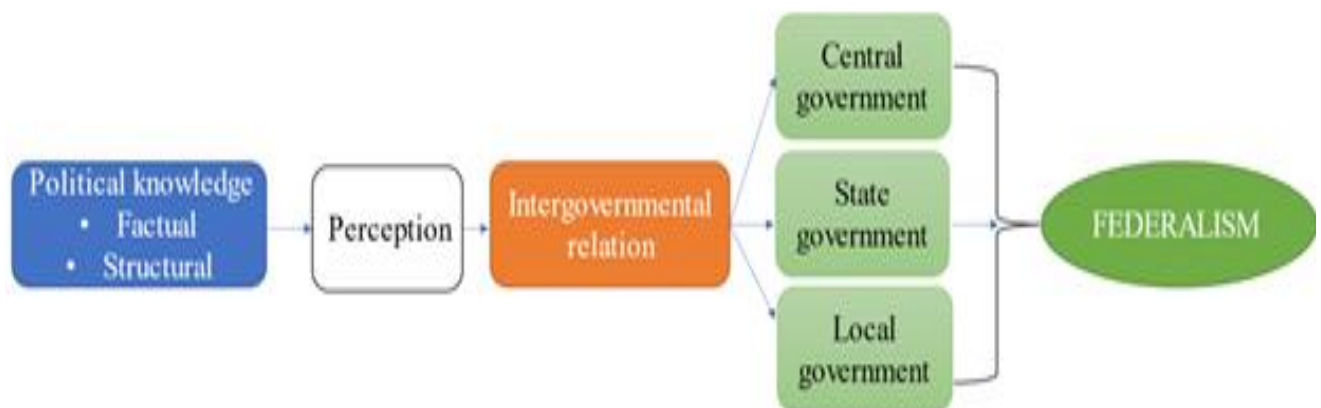 Political knowledge
• Factual
• Structural
Perception
Intergovernmental
relation
Central
government
State
government
Local
government
FEDERALISM